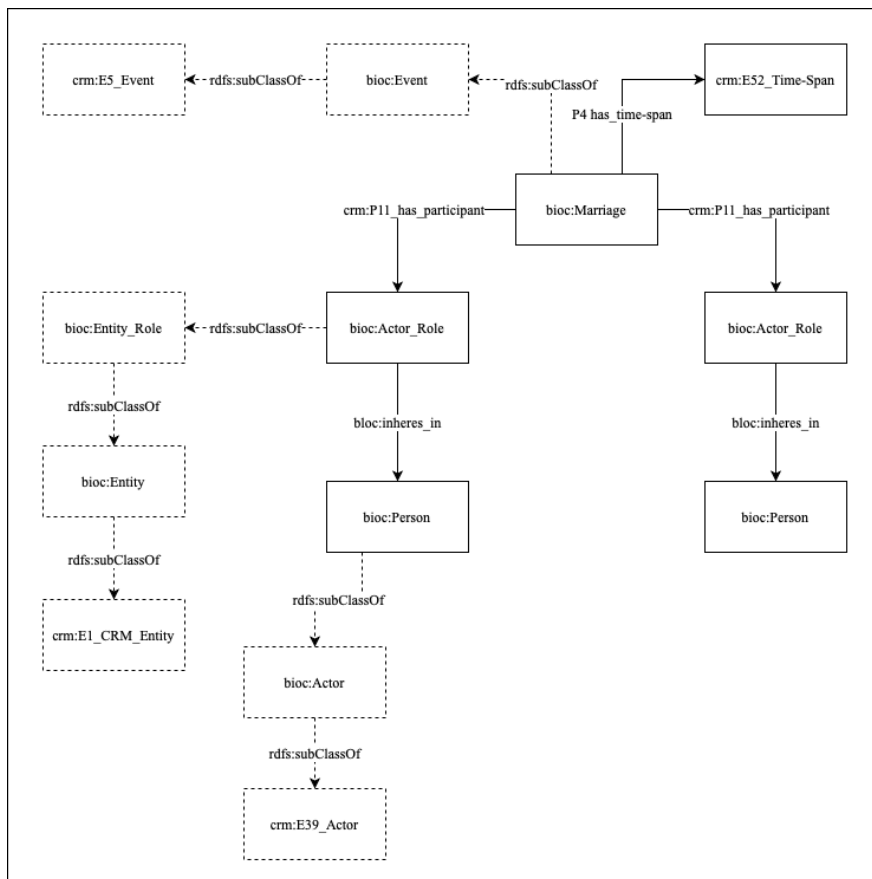 crm:E5_Event
rdfs:subClassOf
bioc:Event
rdfs:subClassOf
crm:E52_Time-Span
P4 has_time-span
bioc:Marriage
crm:P11_has_participant
crm:P11_has_participant
bioc:Entity_Role
rdfs:subClassOf
bioc:Actor_Role
bioc:Actor_Role
rdfs:subClassOf
bloc:inheres_in
bloc:inheres_in
bioc:Entity
bioc:Person
bioc:Person
rdfs:subClassOf
rdfs:subClassOf
crm:E1_CRM_Entity
bioc:Actor
rdfs:subClassOf
crm:E39_Actor